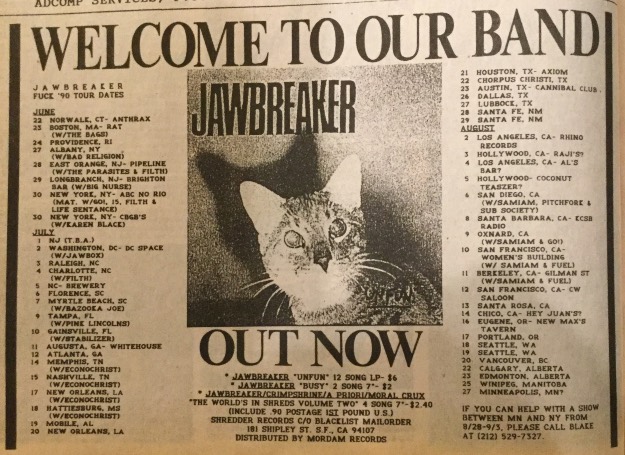 ADCOMP SERVICES,
WELCOME TO OUR BAND
JAWBREAKER
FUCK '90 TOUR DATES
JUNE
22 NORWALK, CT- ANTHRAX
23 BOSTON, MA- RAT
(W/THE BAGS)
24 PROVIDENCE, RI
27 ALBANY, NY
(W/BAD RELIGION)
28 EAST ORANGE, NJ- PIPELINE
(W/THE PARASITES & FILTH)
29 LONGBRANCH, NJ- BRIGHTON
BAR (W/BIG NURSE)
30 NEW YORK, NY- ABC NO RIO
(MAT. W/GO!, 15, FILTH &
LIFE SENTANCE)
30 NEW YORK, NY- CBGB'S
(W/KAREN BLACK)
JULY
1 NJ (T.B.A.)
2 WASHINGTON, DC- DC SPACE
(W/JAWBOX)
3 RALEIGH, NC
4 CHARLOTTE, NC
(W/FILTH)
5 NC- BREWERY
6 FLORENCE, SC
7 MYRTLE BEACH, SC
(W/BAZOOKA JOE)
9 TAMPA, FL
(W/PINE LINCOLNS)
10 GAINSVILLE, FL
(W/STABILIZER)
11 AUGUSTA, GA- WHITEHOUSE
12 ATLANTA, GA
14 MEMPHIS, TN
(W/ECONOCHRIST)
15 NASHVILLE, TN
(W/ECONOCHRIST)
17 NEW ORLEANS, LA
(W/ECONOCHRIST)
18 HATTIESBURG, MS
(W/ECONOCHRIST)
19 MOBILE, AL
20 NEW ORLEANS, LA
JAWBREAKER
UNFUN
OUT NOW
* JAWBREAKER "UNFUN" 12 SONG LP- $6
* JAWBREAKER "BUSY" 2 SONG 7"- $2
* JAWBREAKER/CRIMPSHRINE/A PRIORI/MORAL CRUX
"THE WORLD'S IN SHREDS VOLUME TWO" 4 SONG 7"-$2.40
(INCLUDE .90 POSTAGE 1ST POUND U.S.)
SHREDDER RECORDS C/O BLACELIST MAILORDER
181 SHIPLEY ST. S.F., CA 94107
DISTRIBUTED BY MORDAM RECORDS
21 HOUSTON, TX- AXIOM
22 CHORPUS CHRISTI, TX
23 AUSTIN, TX- CANNIBAL CLUB
26 DALLAS, TX
27 LUBBOCK, TX
28 SANTA FE, NM
29 SANTA FE, NM
AUGUST
2 LOS ANGELES, CA- RHINO
RECORDS
3 HOLLYWOOD, CA- RAJI'S?
4 LOS ANGELES, CA- AL'S
BAR?
5 HOLLYWOOD- COCONUT
TEASZER?
6 SAN DIEGO, CA
(W/SAMIAM, PITCHFORK &
SUB SOCIETY)
8 SANTA BARBARA, CA- KCSB
RADIO
9 OXNARD, CA
(W/SAMIAM & GO!)
10 SAN FRANCISCO, CA-
WOMEN'S BUILDING
(W/ SAMIAM & FUEL)
11 BERKELEY, CA- GILMAN ST
(W/SAMIAM & FUEL)
12 SAN FRANCISCO, CA- CW
SALOON
13 SANTA ROSA, CA
14 CHICO, CA- HEY JUAN'S?
16 EUGENE, OR- NEW MAX'S
TAVERN
17 PORTLAND, OR
18 SEATTLE, WA
19 SEATTLE, WA
20 VANCOUVER, BC
22 CALGARY, ALBERTA
23 EDMONTON, ALBERTA
25 WINIPEG, MANITOBA
27 MINNEAPOLIS, MN?
IF YOU CAN HELP WITH A SHOW
BETWEEN MN AND NY FROM
8/28-9/3, PLEASE CALL BLAKE
AT (212) 529-7327.